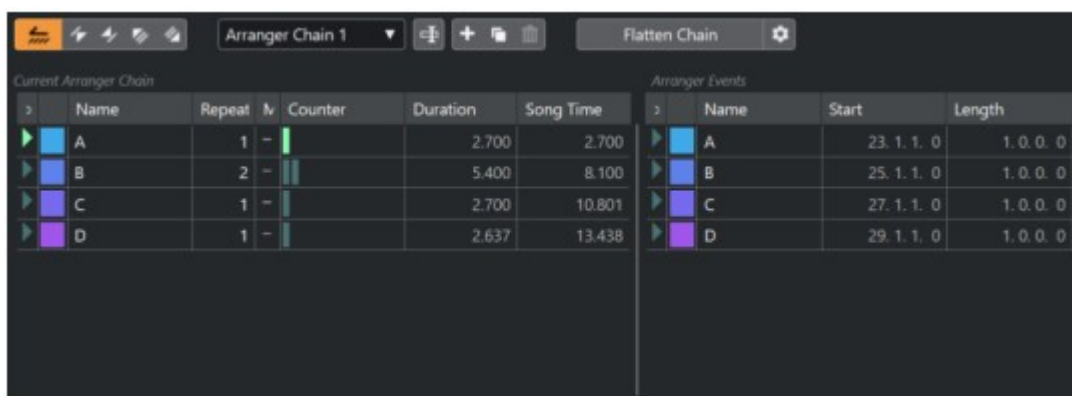 Arranger Chain 1 Flatten Chain
Current Arranger Chain Arranger Events
Name Repeat M Counter Duration Song Time Name Start Length
A 1 - 2.700 2.700 A 23. 1. 1. 0 1. 0. 0. 0
B 2 - 5.400 8.100 B 25. 1. 1. 0 1. 0. 0. 0
C 1 - 2.700 10.801 C 27. 1. 1. 0 1. 0. 0. 0
D 1 - 2.637 13.438 D 29. 1. 1. 0 1. 0. 0. 0